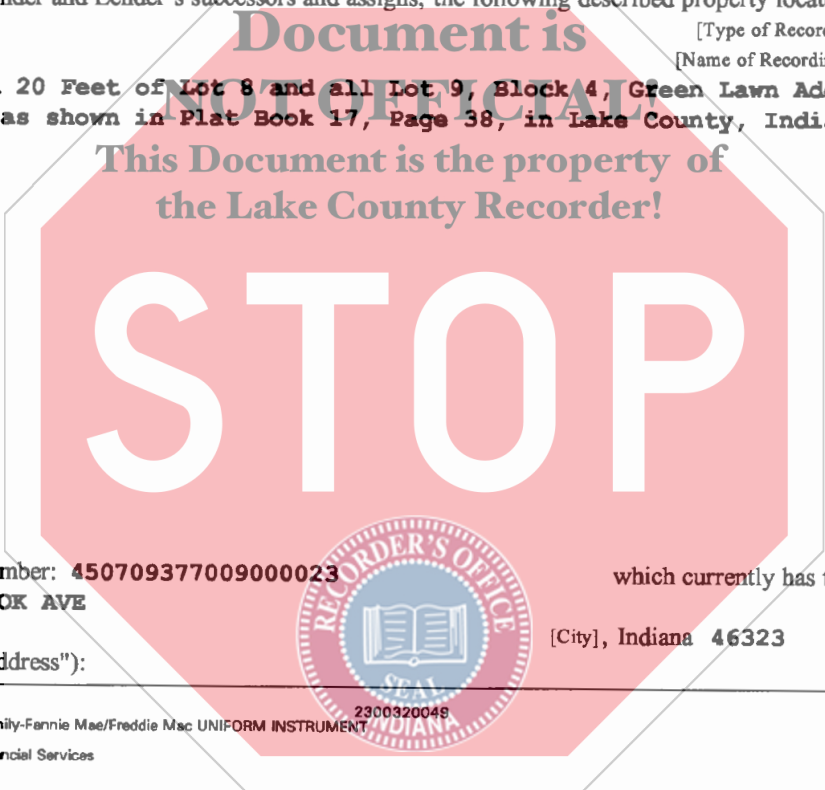 nder and Lender's successors and assigns, the following described property locat
Document is
[Type of Record
[Name of Recordi
20 Feet of Lot 8 and all Lot 9, Block 4, Green Lawn Ad
NOT OFFICIAL!
as shown in Plat Book 17, Page 38, in Lake County, Indi
This Document is the property of
the Lake County Recorder!
STOP
mber: 450709377009000023
which currently has t
OK AVE
RECORDER'S OFFICE
SEAL
INDIANA
[City], Indiana 46323
ddress"):
2300320049
ily-Fannie Mae/Freddie Mac UNIFORM INSTRUMENT
ncial Services